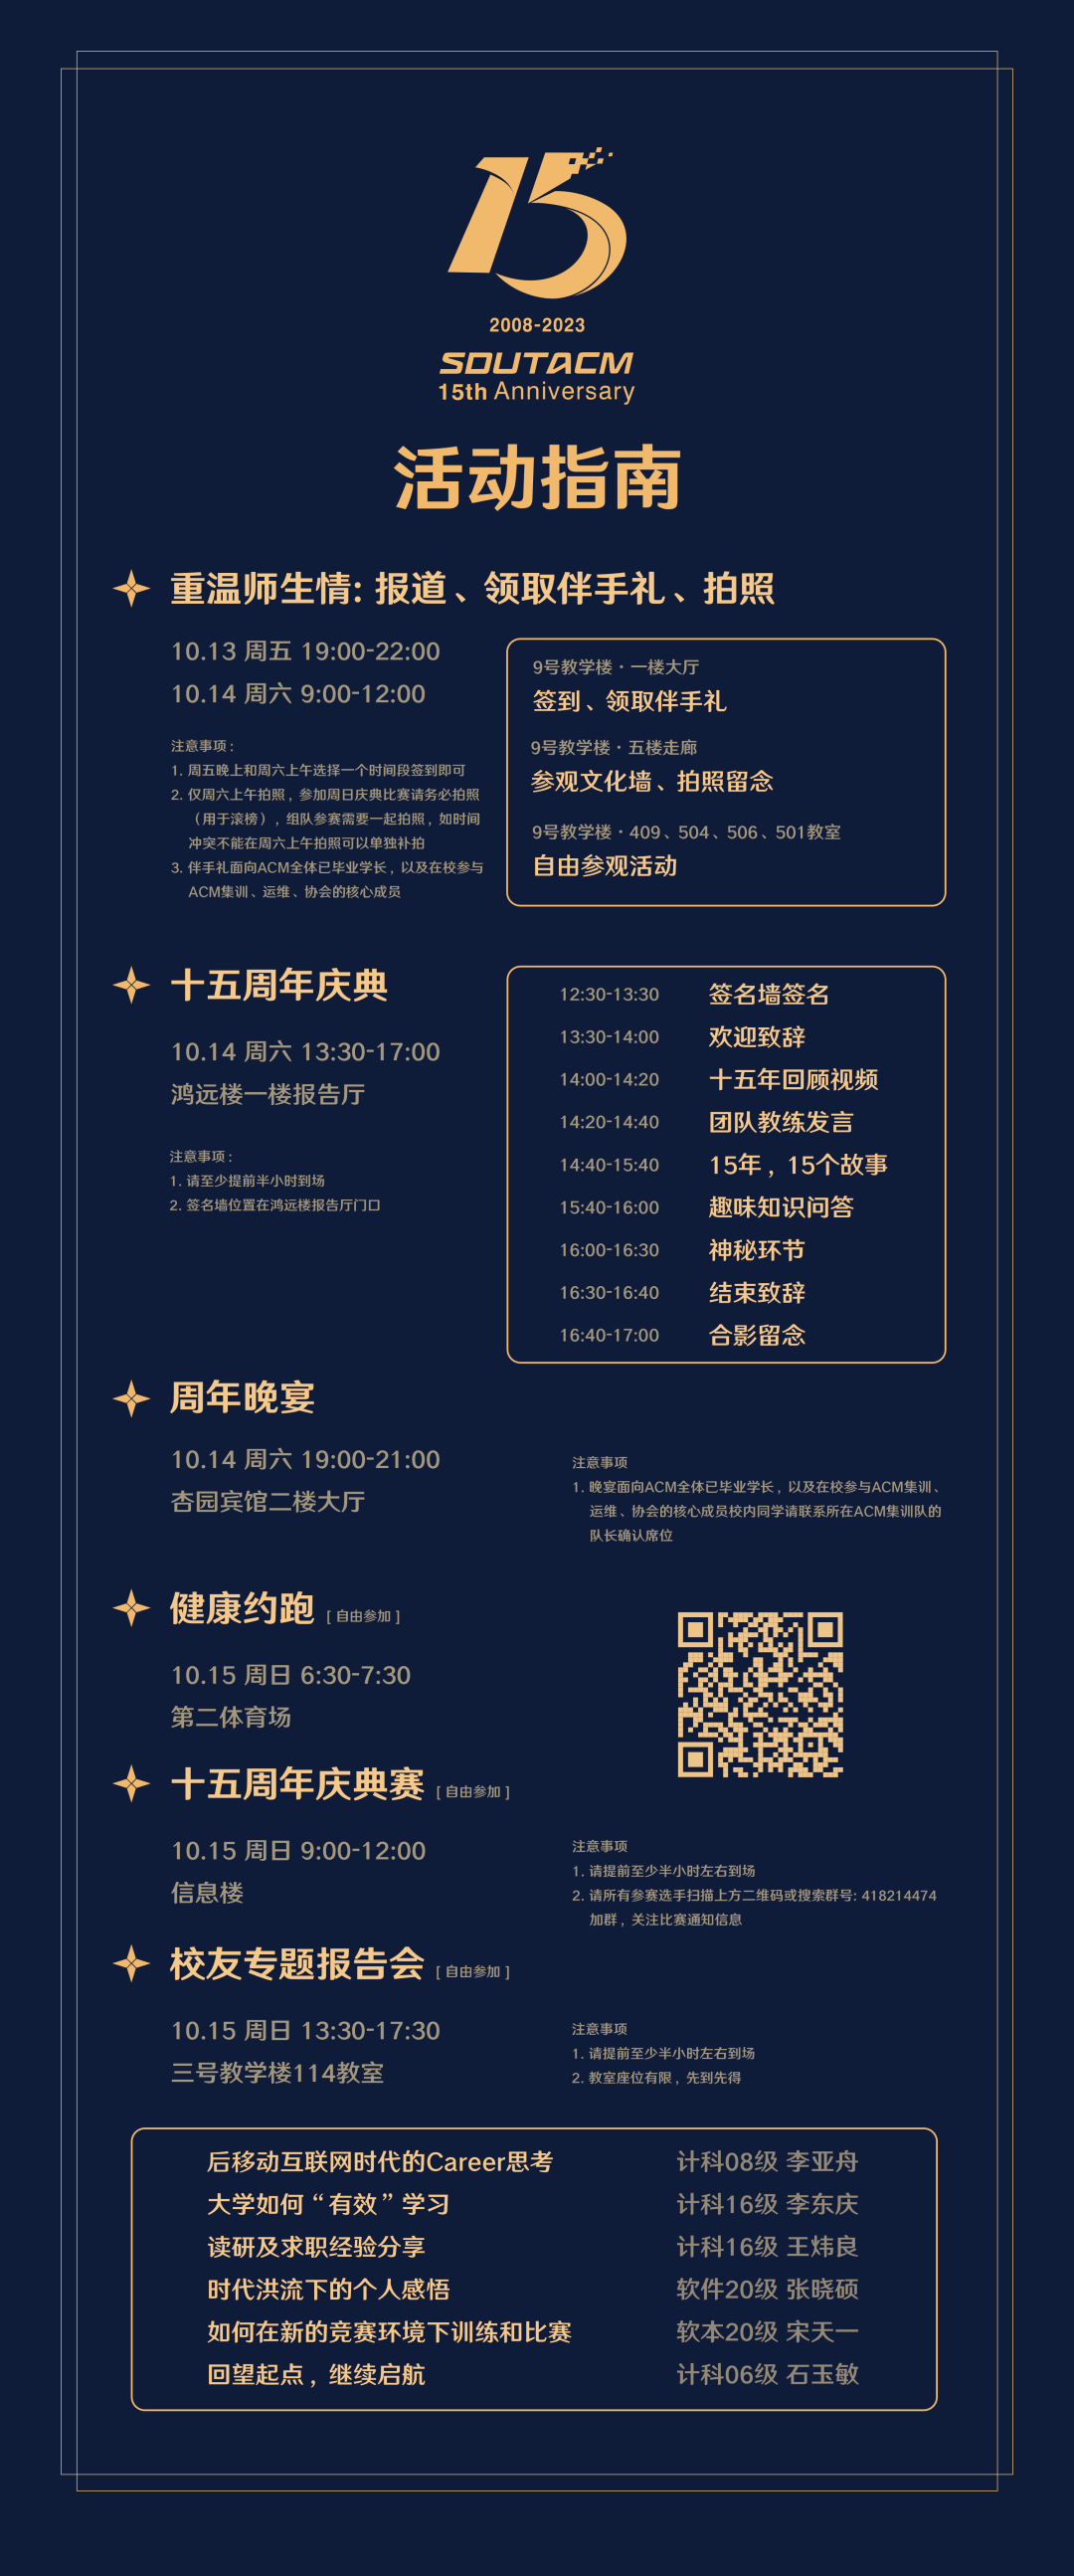 15
2008-2023
SDUTACM
15th Anniversary
活动指南
重温师生情: 报道、领取伴手礼、拍照
10.13 周五 19:00-22:00
10.14 周六 9:00-12:00
注意事项:
1. 周五晚上和周六上午选择一个时间段签到即可
2. 仅周六上午拍照, 参加周日庆典比赛请务必拍照
（用于滚榜）, 组队参赛需要一起拍照, 如时间
冲突不能在周六上午拍照可以单独补拍
3. 伴手礼面向ACM全体已毕业学长, 以及在校参与
ACM集训、运维、协会的核心成员
9号教学楼·一楼大厅
签到、领取伴手礼
9号教学楼·五楼走廊
参观文化墙、拍照留念
9号教学楼·409、504、506、501教室
自由参观活动
十五周年庆典
10.14 周六 13:30-17:00
鸿远楼一楼报告厅
注意事项:
1. 请至少提前半小时到场
2. 签名墙位置在鸿远楼报告厅门口
12:30-13:30 签名墙签名
13:30-14:00 欢迎致辞
14:00-14:20 十五年回顾视频
14:20-14:40 团队教练发言
14:40-15:40 15年, 15个故事
15:40-16:00 趣味知识问答
16:00-16:30 神秘环节
16:30-16:40 结束致辞
16:40-17:00 合影留念
周年晚宴
10.14 周六 19:00-21:00
杏园宾馆二楼大厅
注意事项
1. 晚宴面向ACM全体已毕业学长, 以及在校参与ACM集训、
运维、协会的核心成员校内同学请联系所在ACM集训队的
队长确认席位
健康约跑 [ 自由参加 ]
10.15 周日 6:30-7:30
第二体育场
十五周年庆典赛 [ 自由参加 ]
10.15 周日 9:00-12:00
信息楼
注意事项
1. 请提前至少半小时左右到场
2. 请所有参赛选手扫描上方二维码或搜索群号: 418214474
加群, 关注比赛通知信息
校友专题报告会 [ 自由参加 ]
10.15 周日 13:30-17:30
三号教学楼114教室
注意事项
1. 请提前至少半小时左右到场
2. 教室座位有限, 先到先得
后移动互联网时代的Career思考 计科08级 李亚舟
大学如何“有效”学习 计科16级 李东庆
读研及求职经验分享 计科16级 王炜良
时代洪流下的个人感悟 软件20级 张晓硕
如何在新的竞赛环境下训练和比赛 软本20级 宋天一
回望起点, 继续启航 计科06级 石玉敏